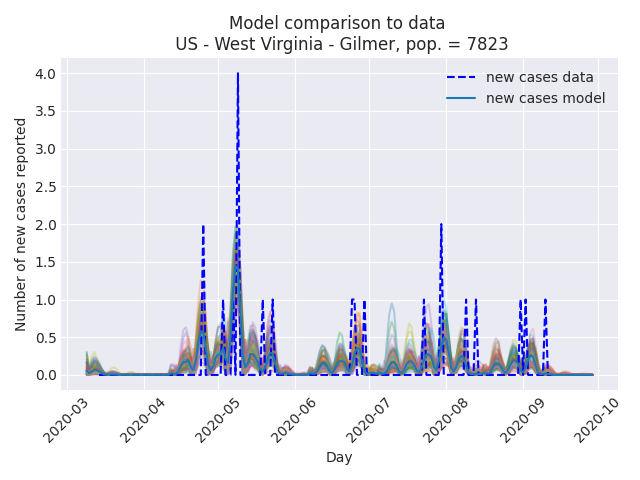 Model comparison to data
US - West Virginia - Gilmer, pop. = 7823
new cases data
new cases model
Number of new cases reported
4.0
3.5
3.0
2.5
2.0
1.5
1.0
0.5
0.0
2020-03
2020-04
2020-05
2020-06
2020-07
2020-08
2020-09
2020-10
Day